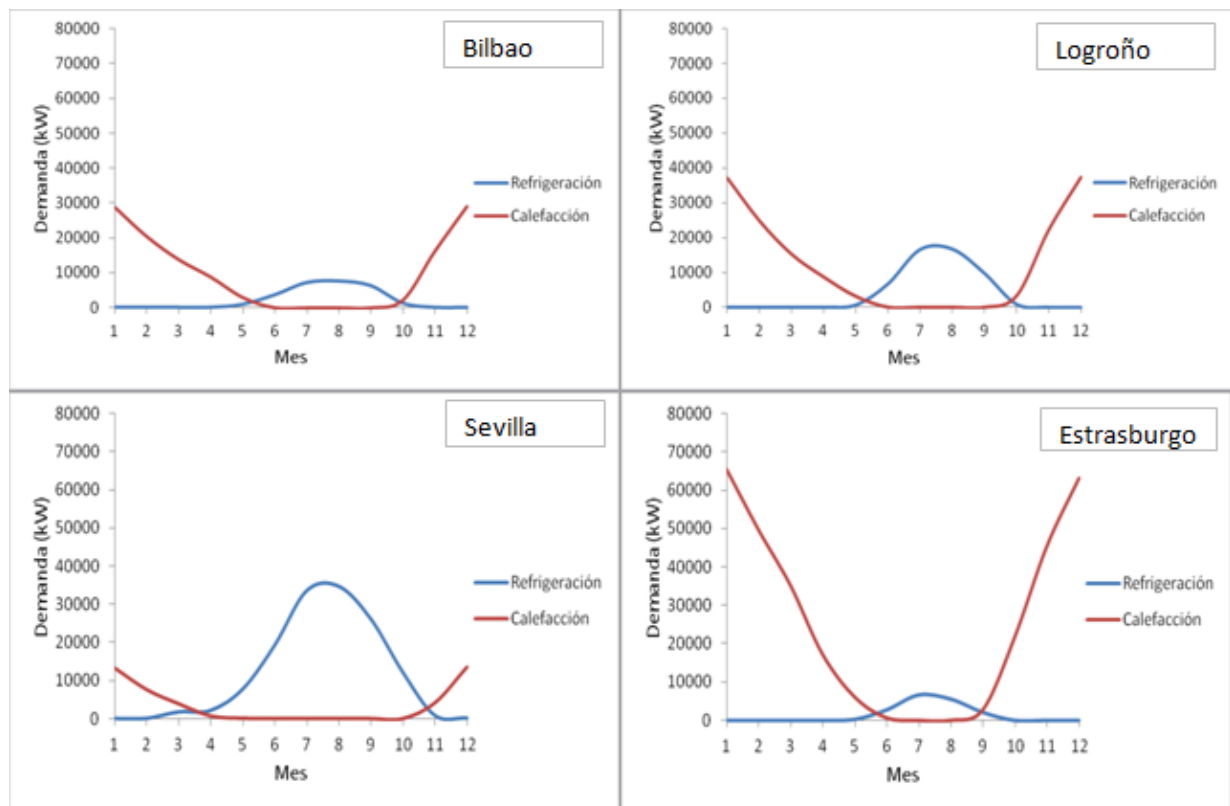 Bilbao
Demanda (kW)
80000
70000
60000
50000
40000
30000
20000
10000
0
1 2 3 4 5 6 7 8 9 10 11 12
Mes
Refrigeración
Calefacción
Logroño
Demanda (kW)
80000
70000
60000
50000
40000
30000
20000
10000
0
1 2 3 4 5 6 7 8 9 10 11 12
Mes
Refrigeración
Calefacción
Sevilla
Demanda (kW)
80000
70000
60000
50000
40000
30000
20000
10000
0
1 2 3 4 5 6 7 8 9 10 11 12
Mes
Refrigeración
Calefacción
Estrasburgo
Demanda (kW)
80000
70000
60000
50000
40000
30000
20000
10000
0
1 2 3 4 5 6 7 8 9 10 11 12
Mes
Refrigeración
Calefacción